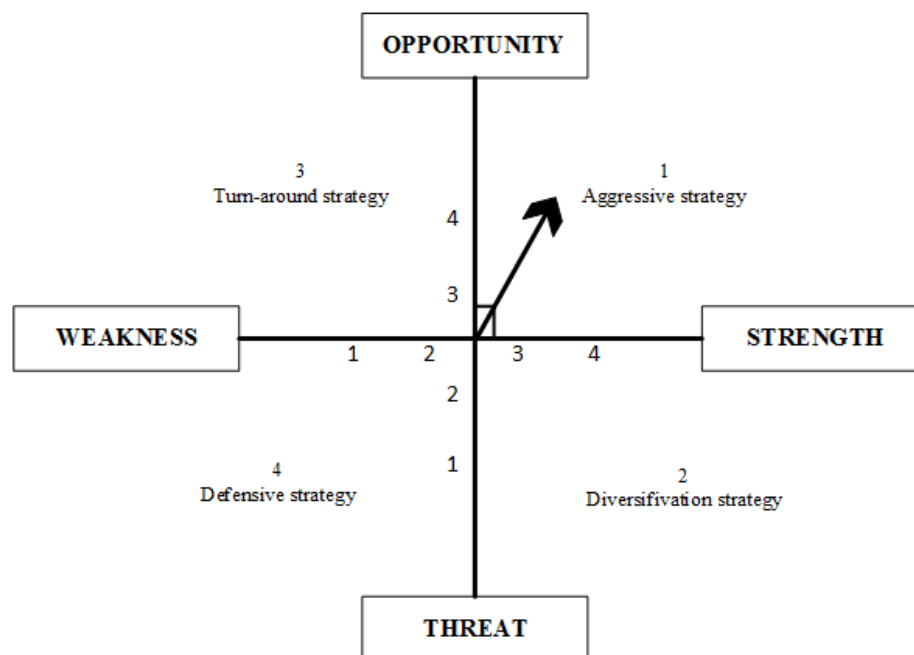 OPPORTUNITY
3
Turn-around strategy
1
Aggressive strategy
4
3
WEAKNESS
STRENGTH
1 2 3 4
2
1
4
Defensive strategy
2
Diversifivation strategy
THREAT